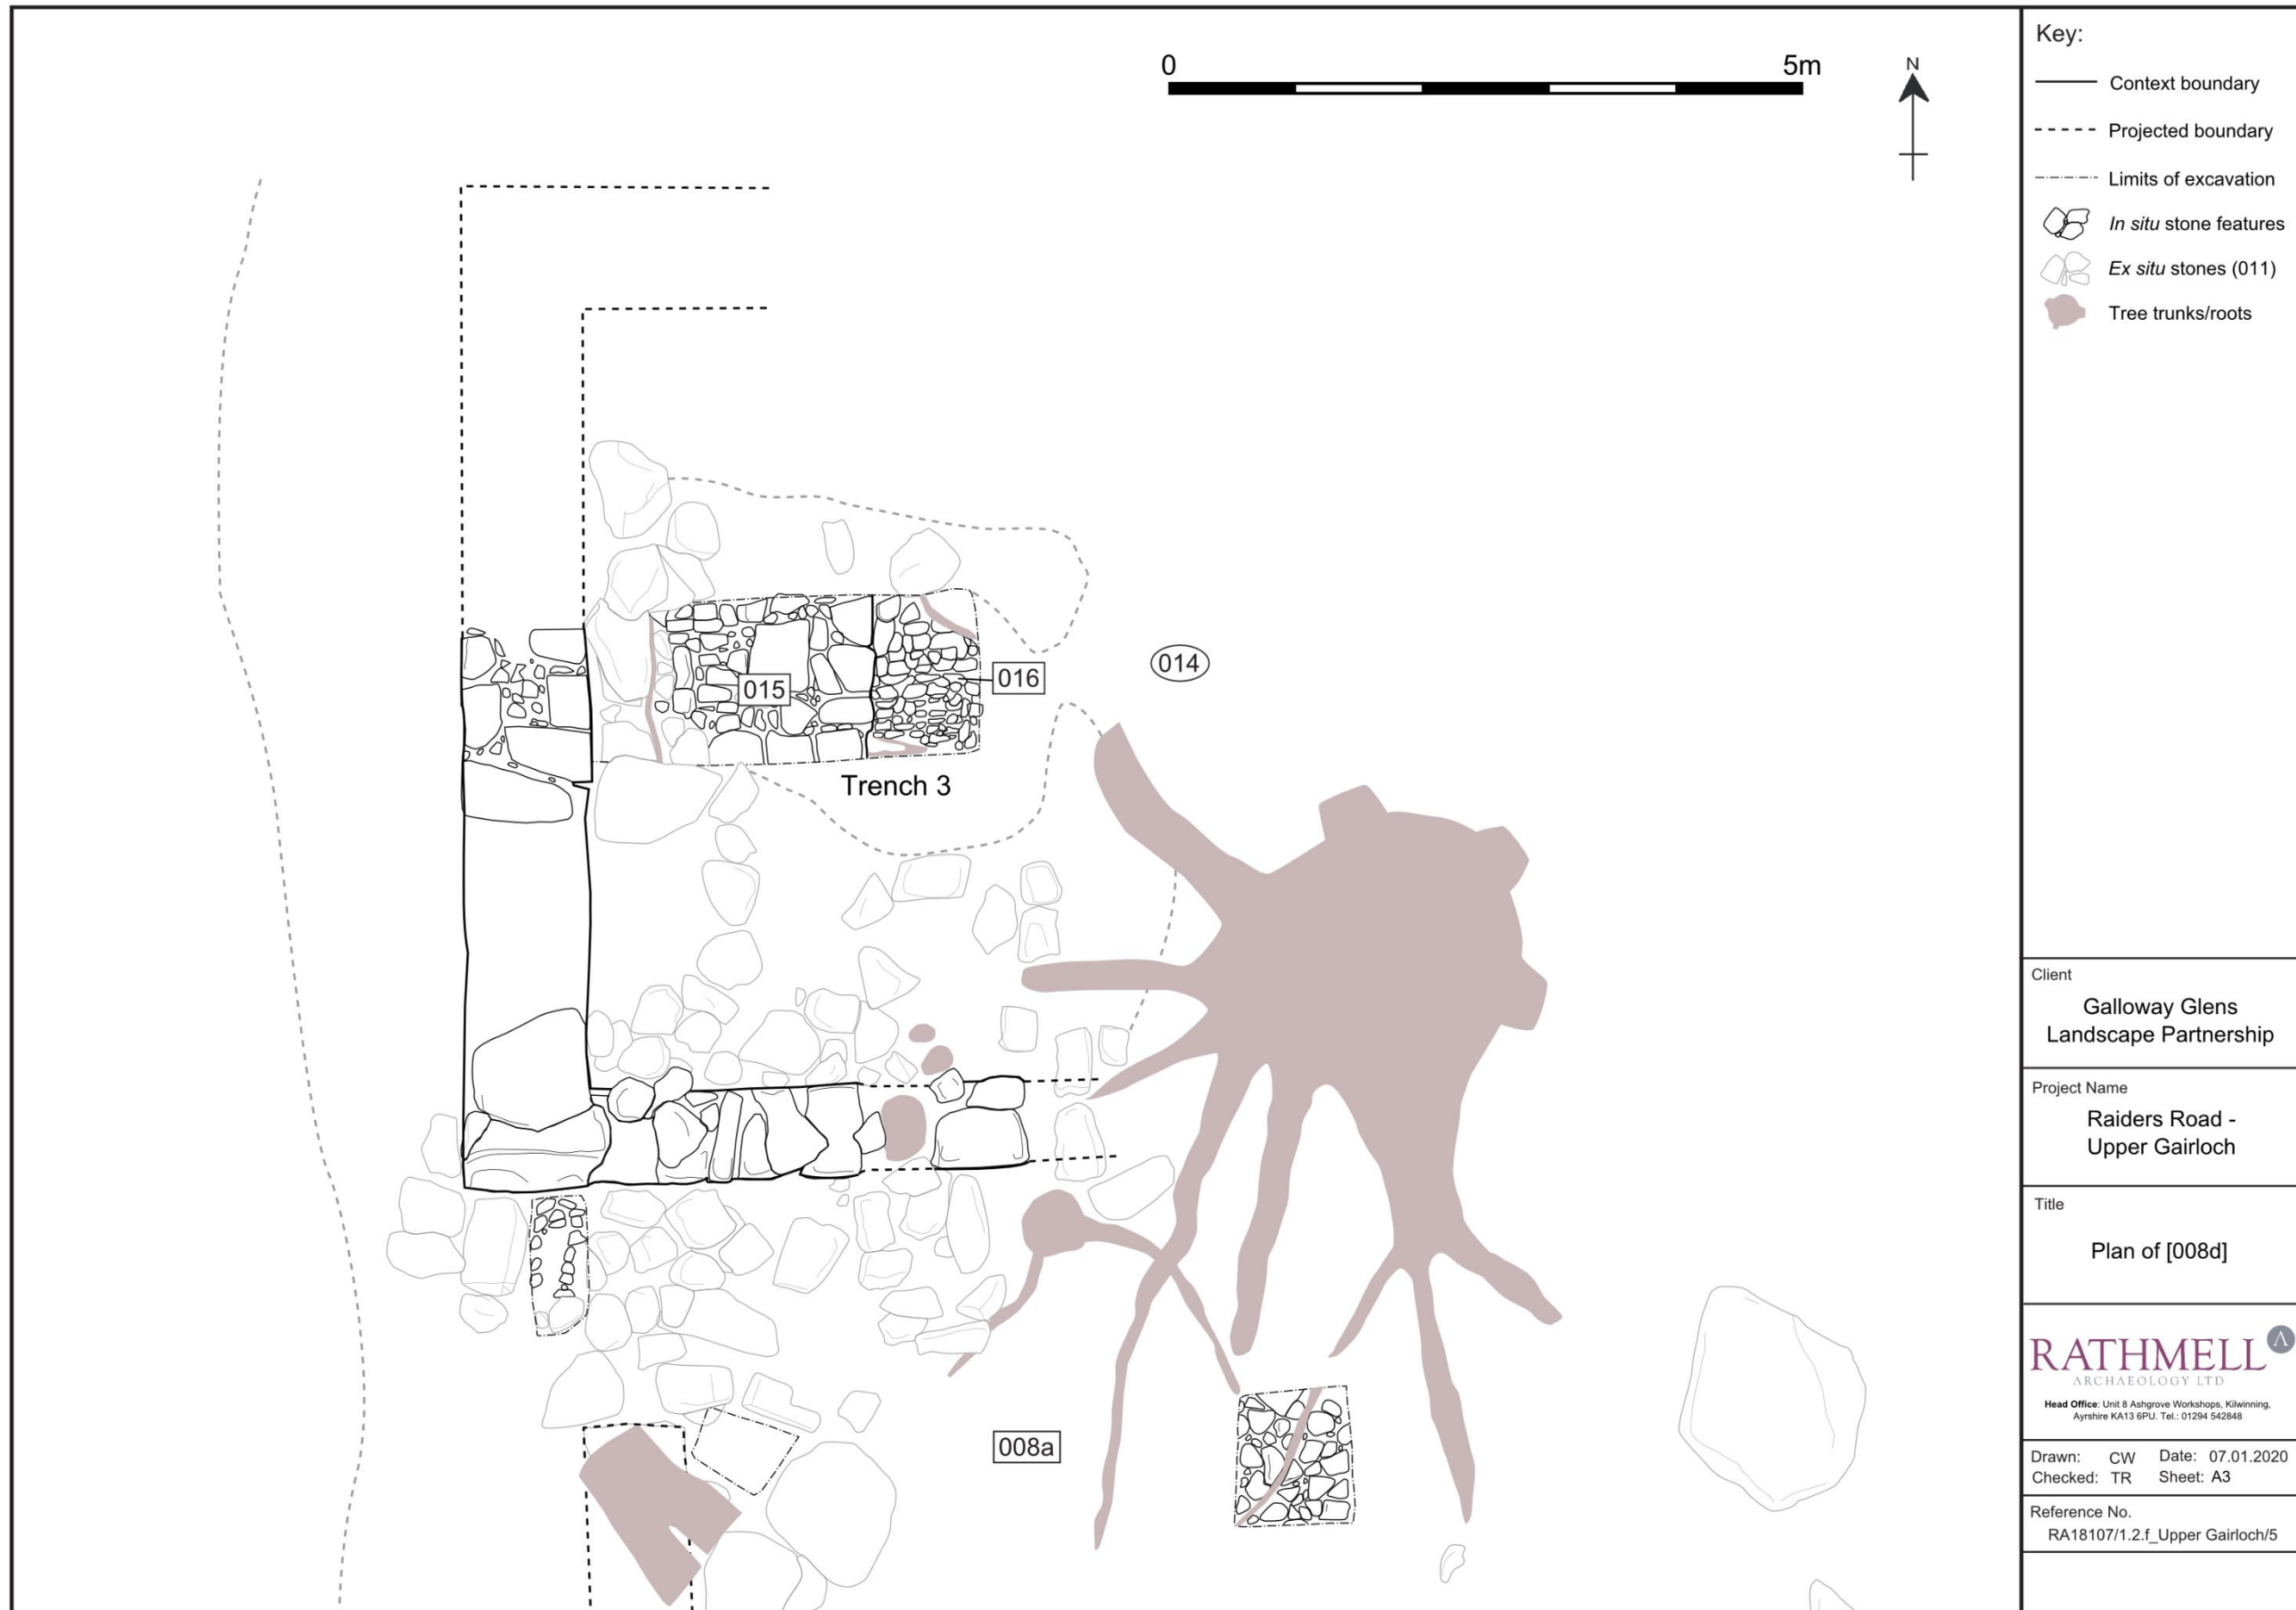 0 5m
N
015
016
014
Trench 3
008a
Key:
Context boundary
Projected boundary
Limits of excavation
In situ stone features
Ex situ stones (011)
Tree trunks/roots
Client
Galloway Glens
Landscape Partnership
Project Name
Raiders Road -
Upper Gairloch
Title
Plan of [008d]
RATHMELL
ARCHAEOLOGY LTD
Head Office: Unit 8 Ashgrove Workshops, Kilwinning,
Ayrshire KA13 6PU. Tel.: 01294 542848
Drawn: CW Date: 07.01.2020
Checked: TR Sheet: A3
Reference No.
RA18107/1.2.f_Upper Gairloch/5